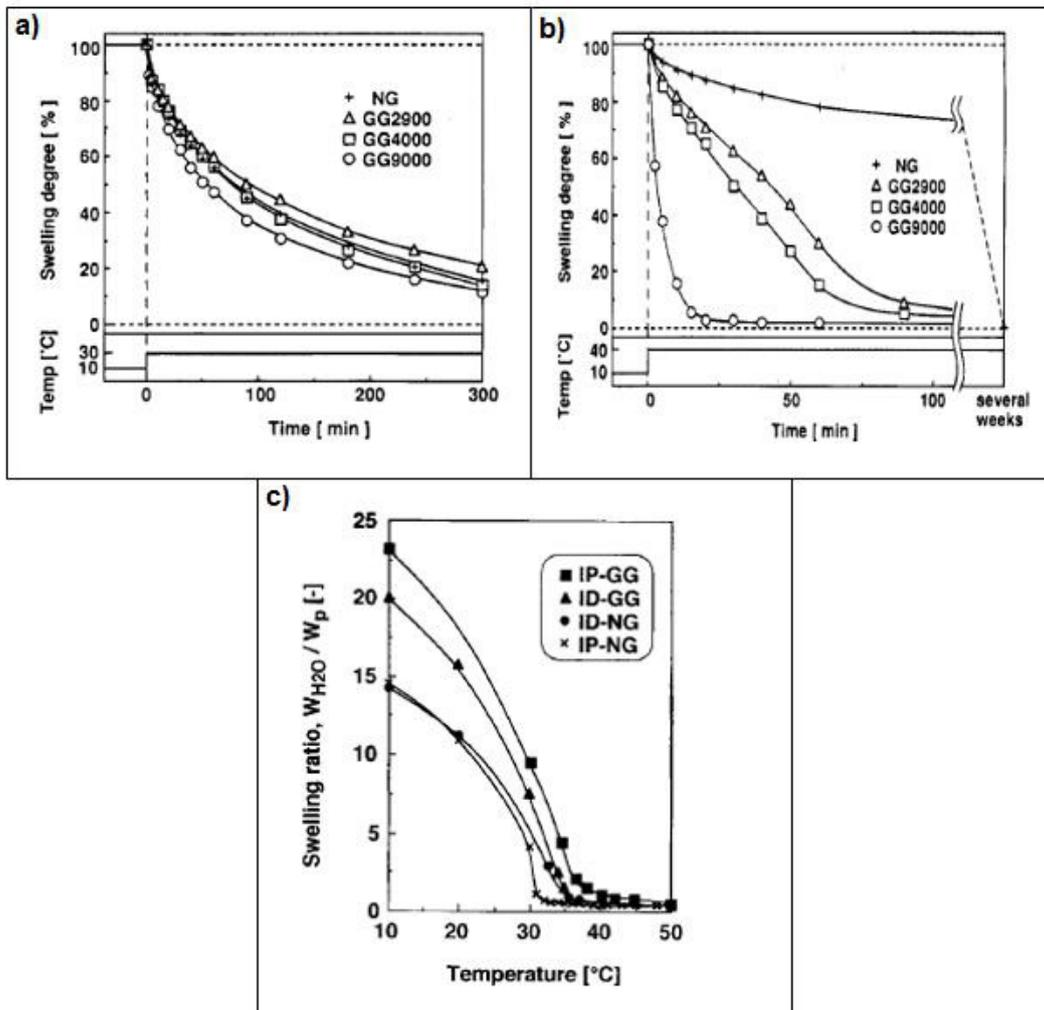 a)
100
80
60
40
20
0
Swelling degree [ % ]
+ NG
△ GG2900
□ GG4000
○ GG9000
Temp [°C]
30
10
0
100
200
300
Time [ min ]
b)
100
80
60
40
20
0
Swelling degree [ % ]
+ NG
△ GG2900
□ GG4000
○ GG9000
Temp [°C]
40
10
0
50
100
several
weeks
Time [ min ]
c)
25
20
15
10
5
0
Swelling ratio, WH2O / Wp [-]
■ IP-GG
▲ ID-GG
● ID-NG
× IP-NG
10
20
30
40
50
Temperature [°C]